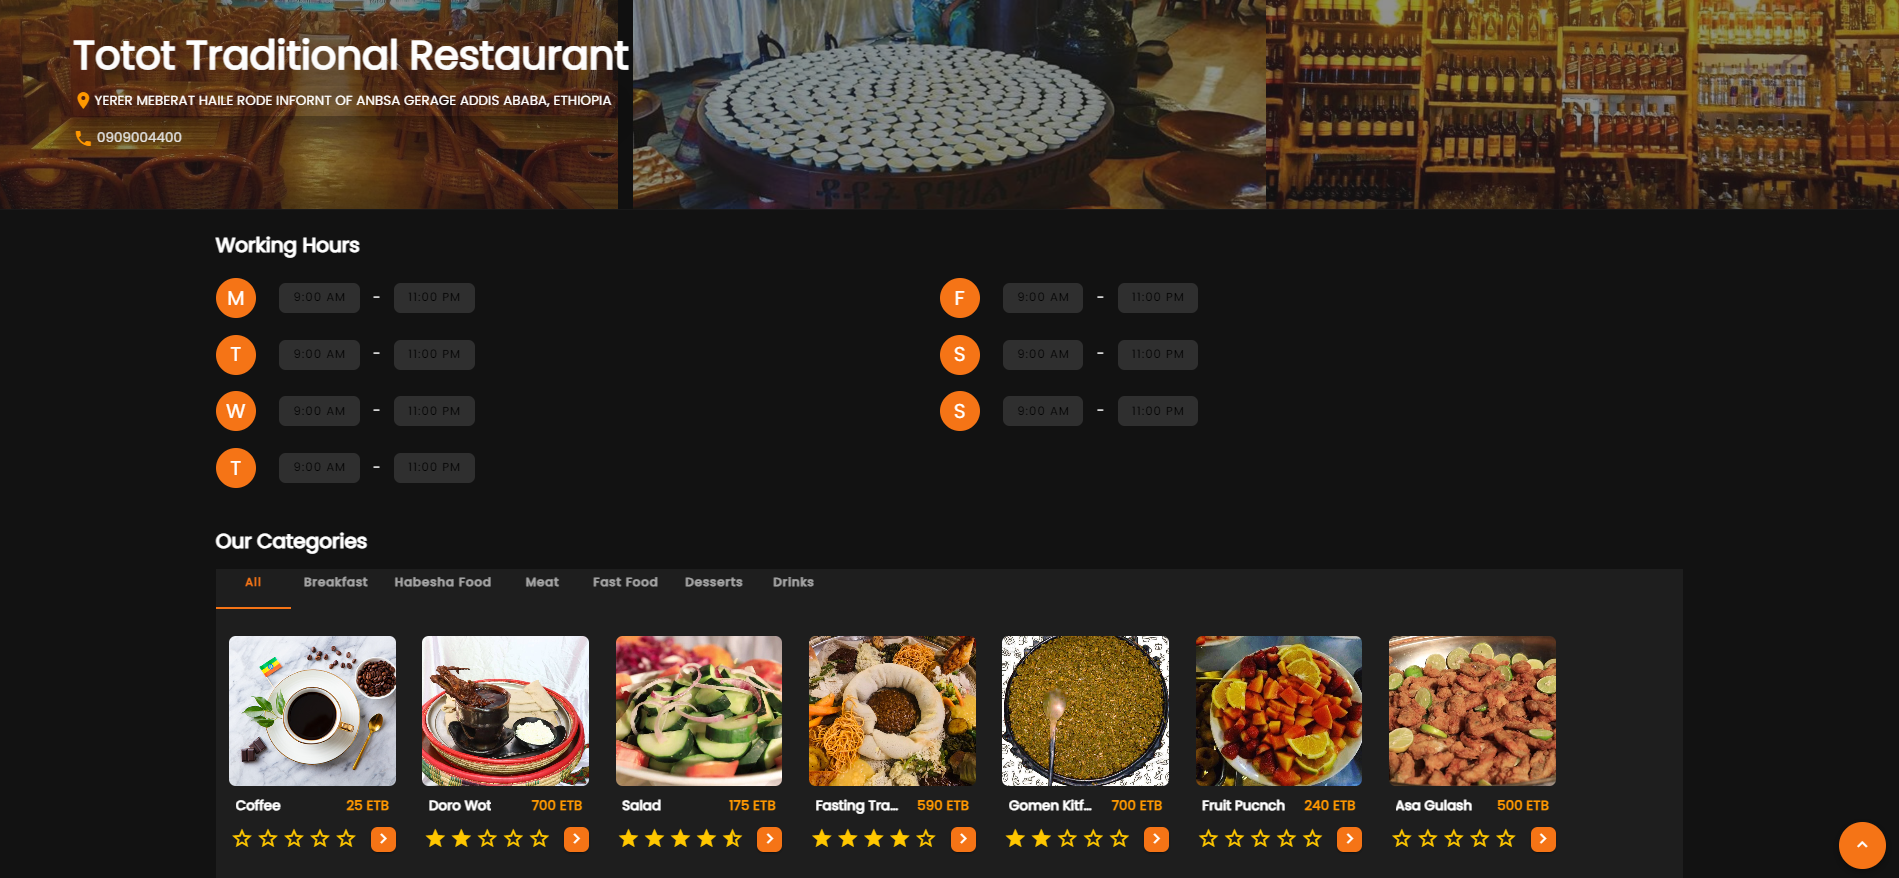 Totot Traditional Restaurant
YERER MEBERAT HAILE RODE INFORNT OF ANBSA GERAGE ADDIS ABABA, ETHIOPIA
0909004400
ቶቶት የባህል
Working Hours
M 9:00 AM - 11:00 PM
F 9:00 AM - 11:00 PM
T 9:00 AM - 11:00 PM
S 9:00 AM - 11:00 PM
W 9:00 AM - 11:00 PM
S 9:00 AM - 11:00 PM
T 9:00 AM - 11:00 PM
Our Categories
All Breakfast Habesha Food Meat Fast Food Desserts Drinks
Coffee 25 ETB
Doro Wot 700 ETB
Salad 175 ETB
Fasting Tra... 590 ETB
Gomen Kitf... 700 ETB
Fruit Pucnch 240 ETB
Asa Gulash 500 ETB